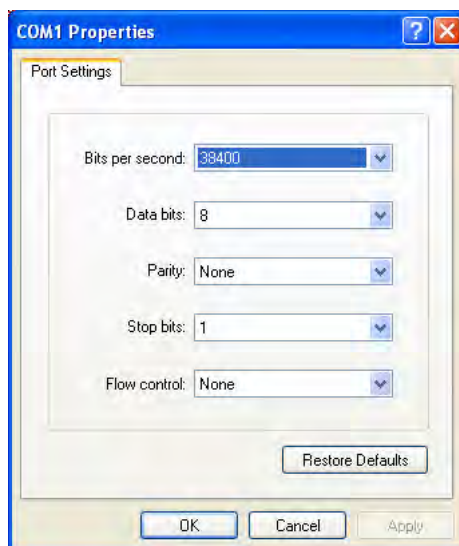 COM1 Properties
Port Settings
Bits per second: 38400
Data bits: 8
Parity: None
Stop bits: 1
Flow control: None
Restore Defaults
OK Cancel Apply